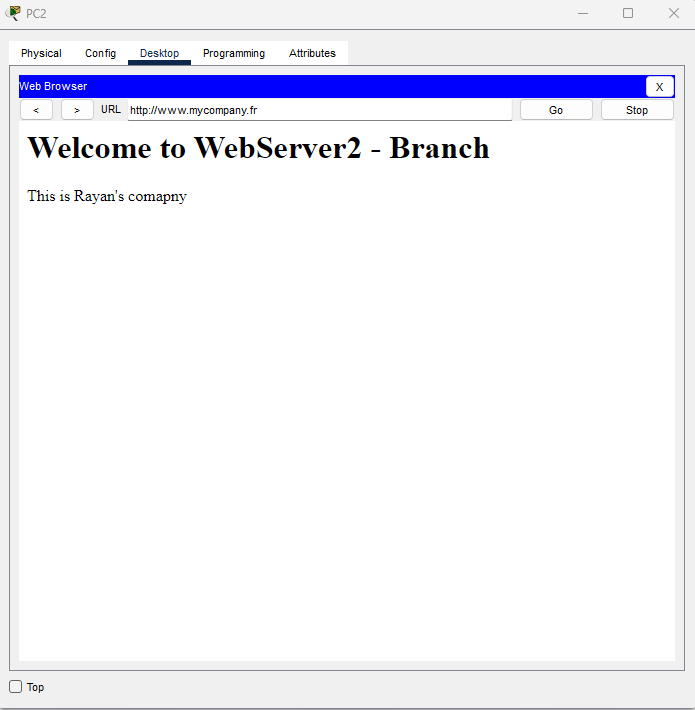 PC2
Physical Config Desktop Programming Attributes
Web Browser X
< > URL http://www.mycompany.fr Go Stop
Welcome to WebServer2 - Branch
This is Rayan's comapny
Top